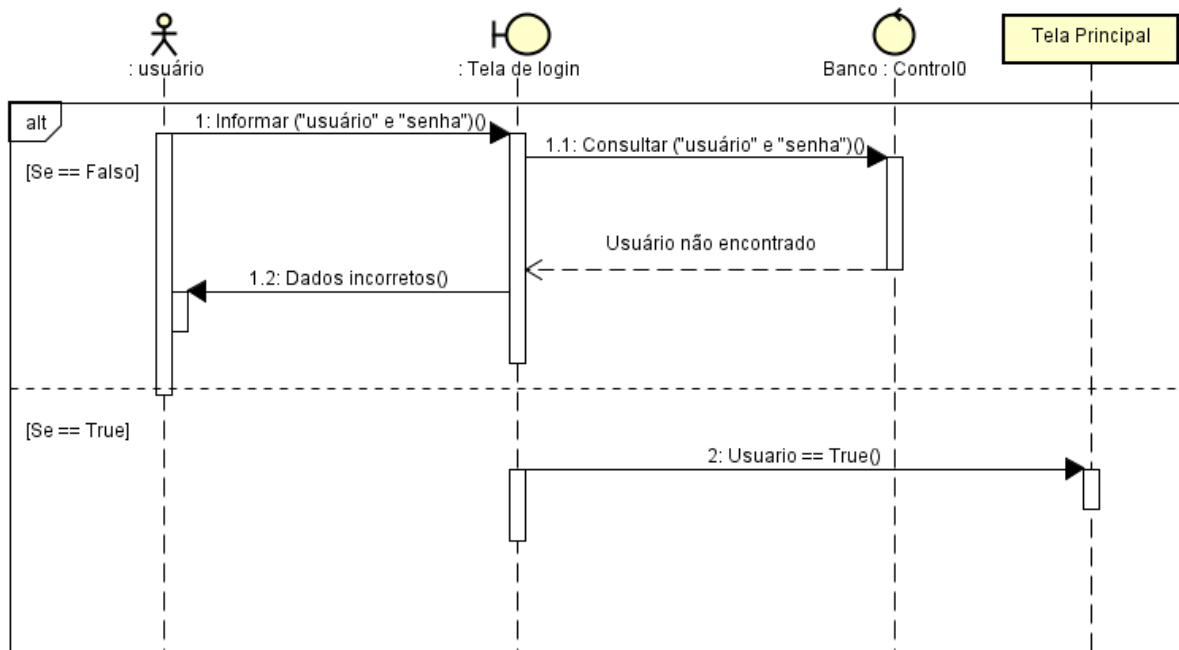 : usuário
: Tela de login
Banco : Control0
Tela Principal
alt
1: Informar ("usuário" e "senha")()
1.1: Consultar ("usuário" e "senha")()
[Se == Falso]
Usuário não encontrado
1.2: Dados incorretos()
[Se == True]
2: Usuario == True()